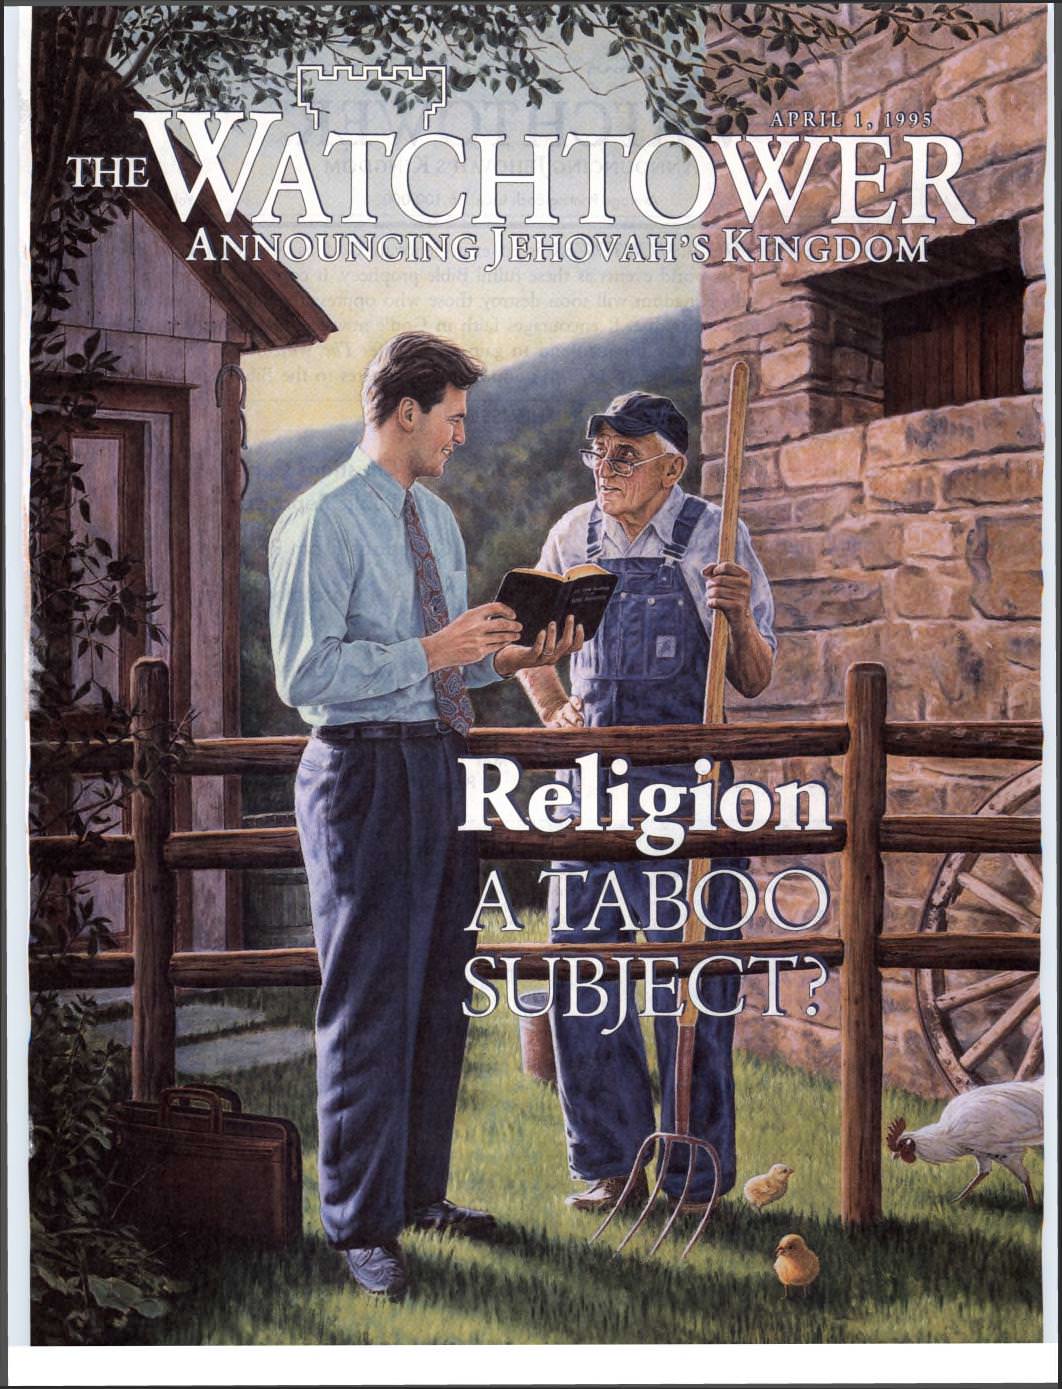 APRIL 1, 1995
THE WATCHTOWER
ANNOUNCING JEHOVAH'S KINGDOM
Religion
A TABOO
SUBJECT?